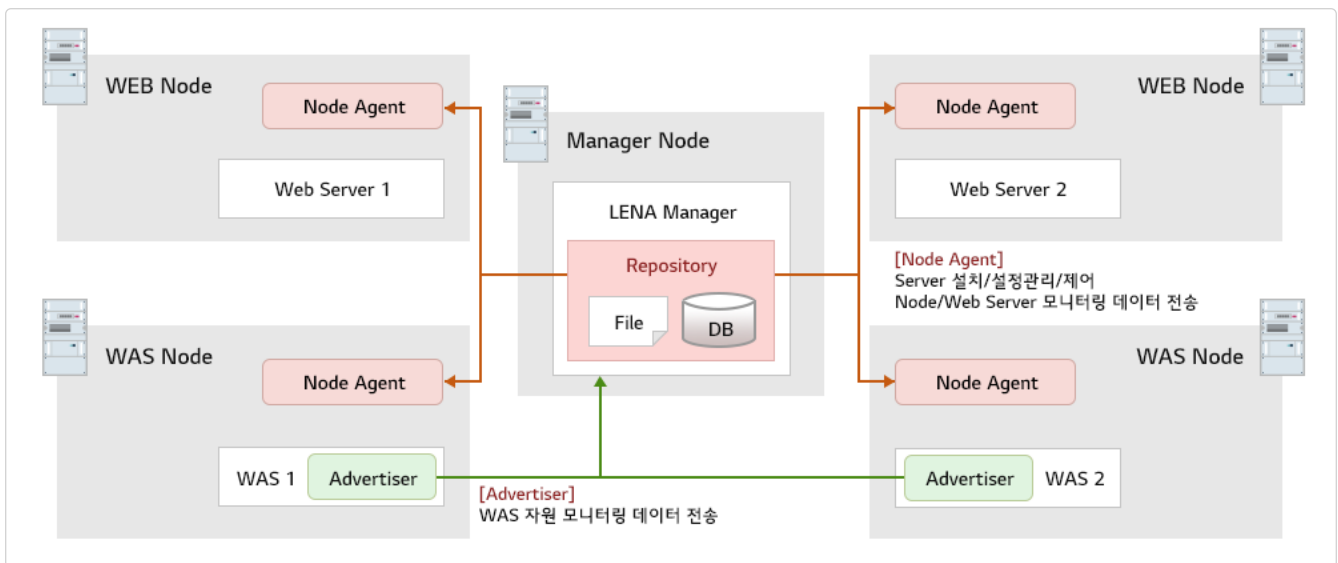 WEB Node
Node Agent
Web Server 1
Manager Node
LENA Manager
Repository
File
DB
WEB Node
Node Agent
Web Server 2
[Node Agent]
Server 설치/설정관리/제어
Node/Web Server 모니터링 데이터 전송
WAS Node
Node Agent
WAS 1
Advertiser
[Advertiser]
WAS 자원 모니터링 데이터 전송
WAS Node
Node Agent
Advertiser
WAS 2